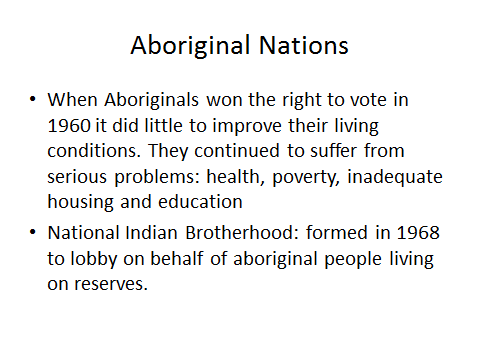 Aboriginal Nations
• When Aboriginals won the right to vote in
1960 it did little to improve their living
conditions. They continued to suffer from
serious problems: health, poverty, inadequate
housing and education
• National Indian Brotherhood: formed in 1968
to lobby on behalf of aboriginal people living
on reserves.